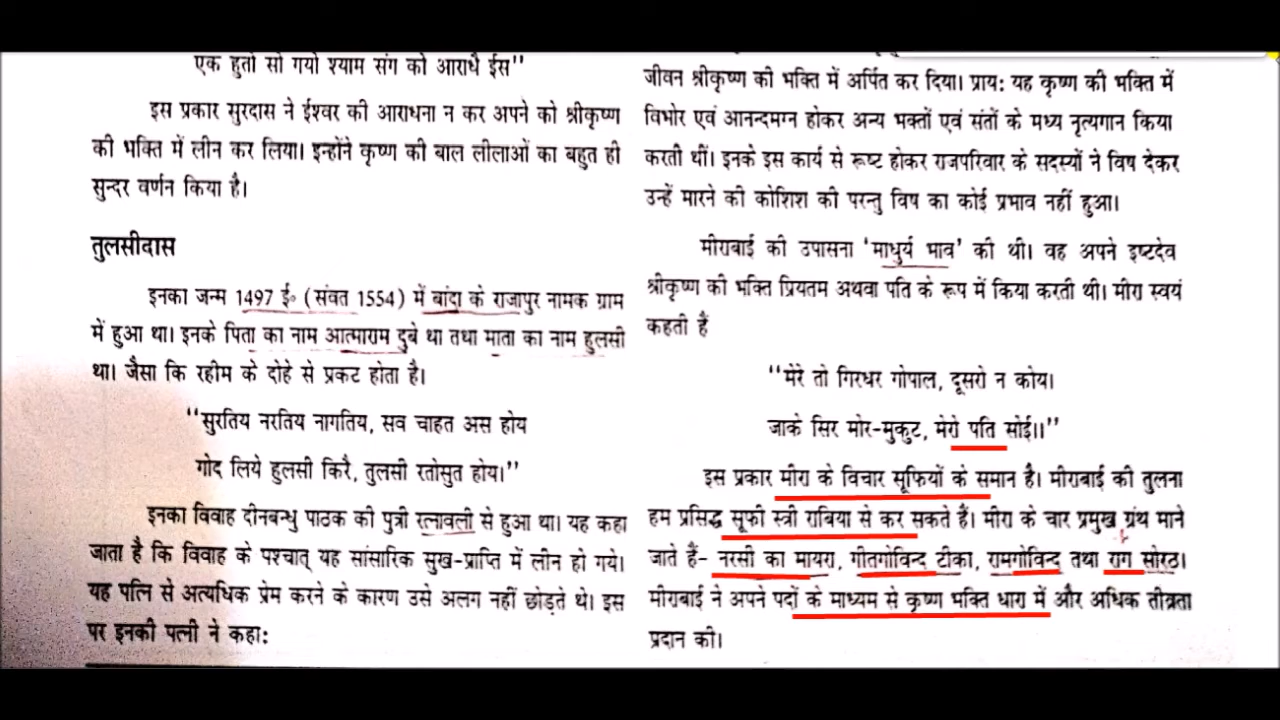 एक हुतो सो गयो श्याम संग को आराधै ईस”
इस प्रकार सुरदास ने ईश्वर की आराधना न कर अपने को श्रीकृष्ण
की भक्ति में लीन कर लिया। इन्होंने कृष्ण की बाल लीलाओं का बहुत ही
सुन्दर वर्णन किया है।
तुलसीदास
इनका जन्म 1497 ई० (संवत 1554) में बांदा के राजापुर नामक ग्राम
में हुआ था। इनके पिता का नाम आत्माराम दुबे था तथा माता का नाम हुलसी
था। जैसा कि रहीम के दोहे से प्रकट होता है।
“सुरतिय नरतिय नागतिय, सव चाहत अस होय
गोद लिये हुलसी किरै, तुलसी रतोसुत होय।”
इनका विवाह दीनबन्धु पाठक की पुत्री रत्नावली से हुआ था। यह कहा
जाता है कि विवाह के पश्चात् यह सांसारिक सुख-प्राप्ति में लीन हो गये।
यह पत्नि से अत्यधिक प्रेम करने के कारण उसे अलग नहीं छोड़ते थे। इस
पर इनकी पत्नी ने कहा:
जीवन श्रीकृष्ण की भक्ति में अर्पित कर दिया। प्राय: यह कृष्ण की भक्ति में
विभोर एवं आनन्दमग्न होकर अन्य भक्तों एवं संतों के मध्य नृत्यगान किया
करती थीं। इनके इस कार्य से रूष्ट होकर राजपरिवार के सदस्यों ने विष देकर
उन्हें मारने की कोशिश की परन्तु विष का कोई प्रभाव नहीं हुआ।
मीराबाई की उपासना ‘माधुर्य भाव’ की थी। वह अपने इष्टदेव
श्रीकृष्ण की भक्ति प्रियतम अथवा पति के रूप में किया करती थी। मीरा स्वयं
कहती हैं
“मेरे तो गिरधर गोपाल, दूसरो न कोय।
जाके सिर मोर-मुकुट, मेरो पति सोई।।”
इस प्रकार मीरा के विचार सूफियों के समान है। मीराबाई की तुलना
हम प्रसिद्ध सूफी स्त्री राबिया से कर सकते हैं। मीरा के चार प्रमुख ग्रंथ माने
जाते हैं- नरसी का मायरा, गीतगोविन्द टीका, रामगोविन्द तथा राग सोरठ।
मीराबाई ने अपने पदों के माध्यम से कृष्ण भक्ति धारा में और अधिक तीव्रता
प्रदान की।